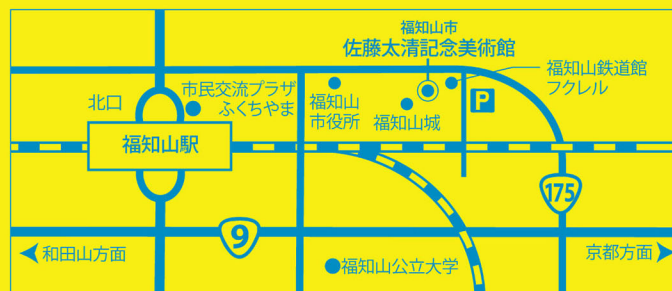 福知山市
佐藤太清記念美術館
福知山鉄道館
フクレル
北口
市民交流プラザ
ふくちやま
福知山
市役所
福知山城
P
福知山駅
175
9
和田山方面
京都方面
福知山公立大学